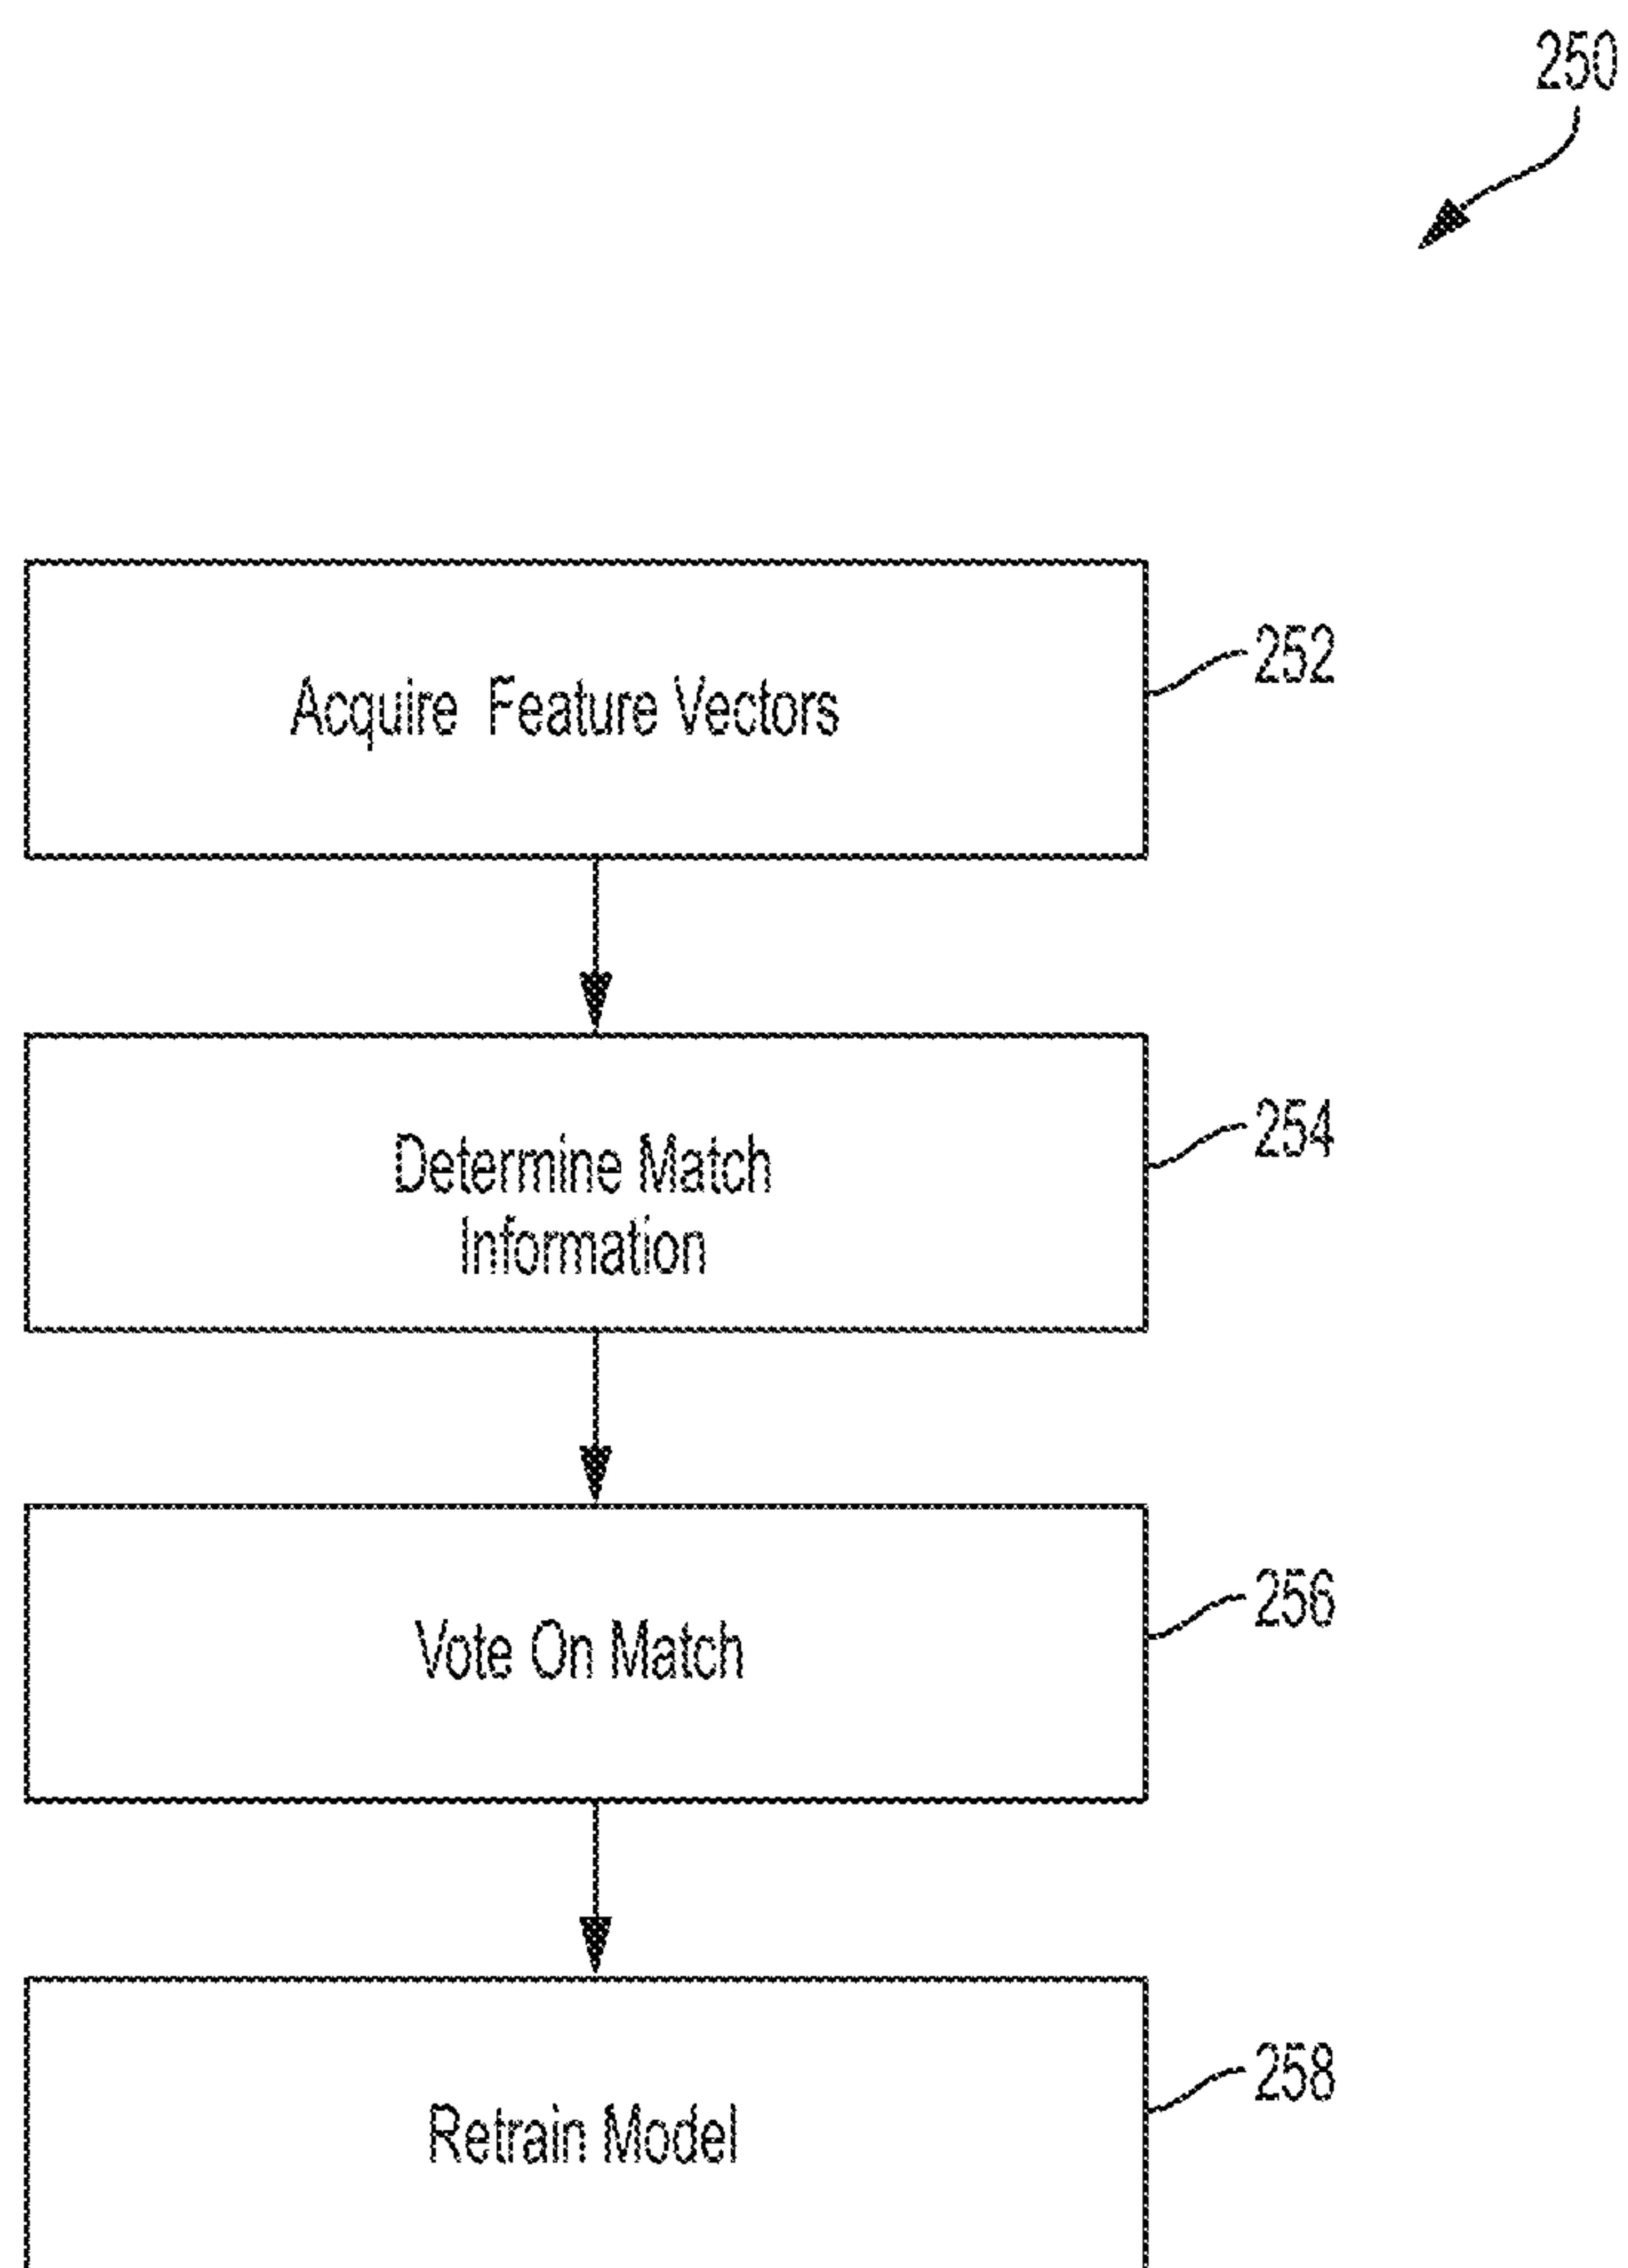 250
Acquire Feature Vectors
252
Determine Match
Information
254
Vote On Match
256
Retrain Model
258